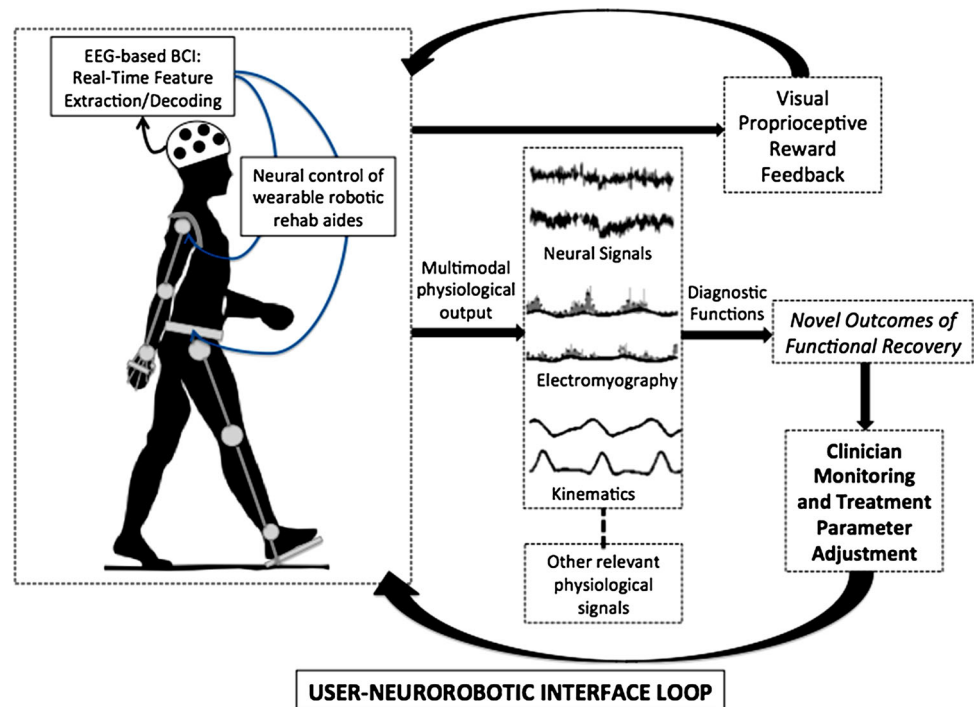 EEG-based BCI:
Real-Time Feature
Extraction/Decoding
Neural control of
wearable robotic
rehab aides
Visual
Proprioceptive
Reward
Feedback
Multimodal
physiological
output
Neural Signals
Electromyography
Kinematics
Other relevant
physiological
signals
Diagnostic
Functions
Novel Outcomes of
Functional Recovery
Clinician
Monitoring
and Treatment
Parameter
Adjustment
USER-NEUROROBOTIC INTERFACE LOOP